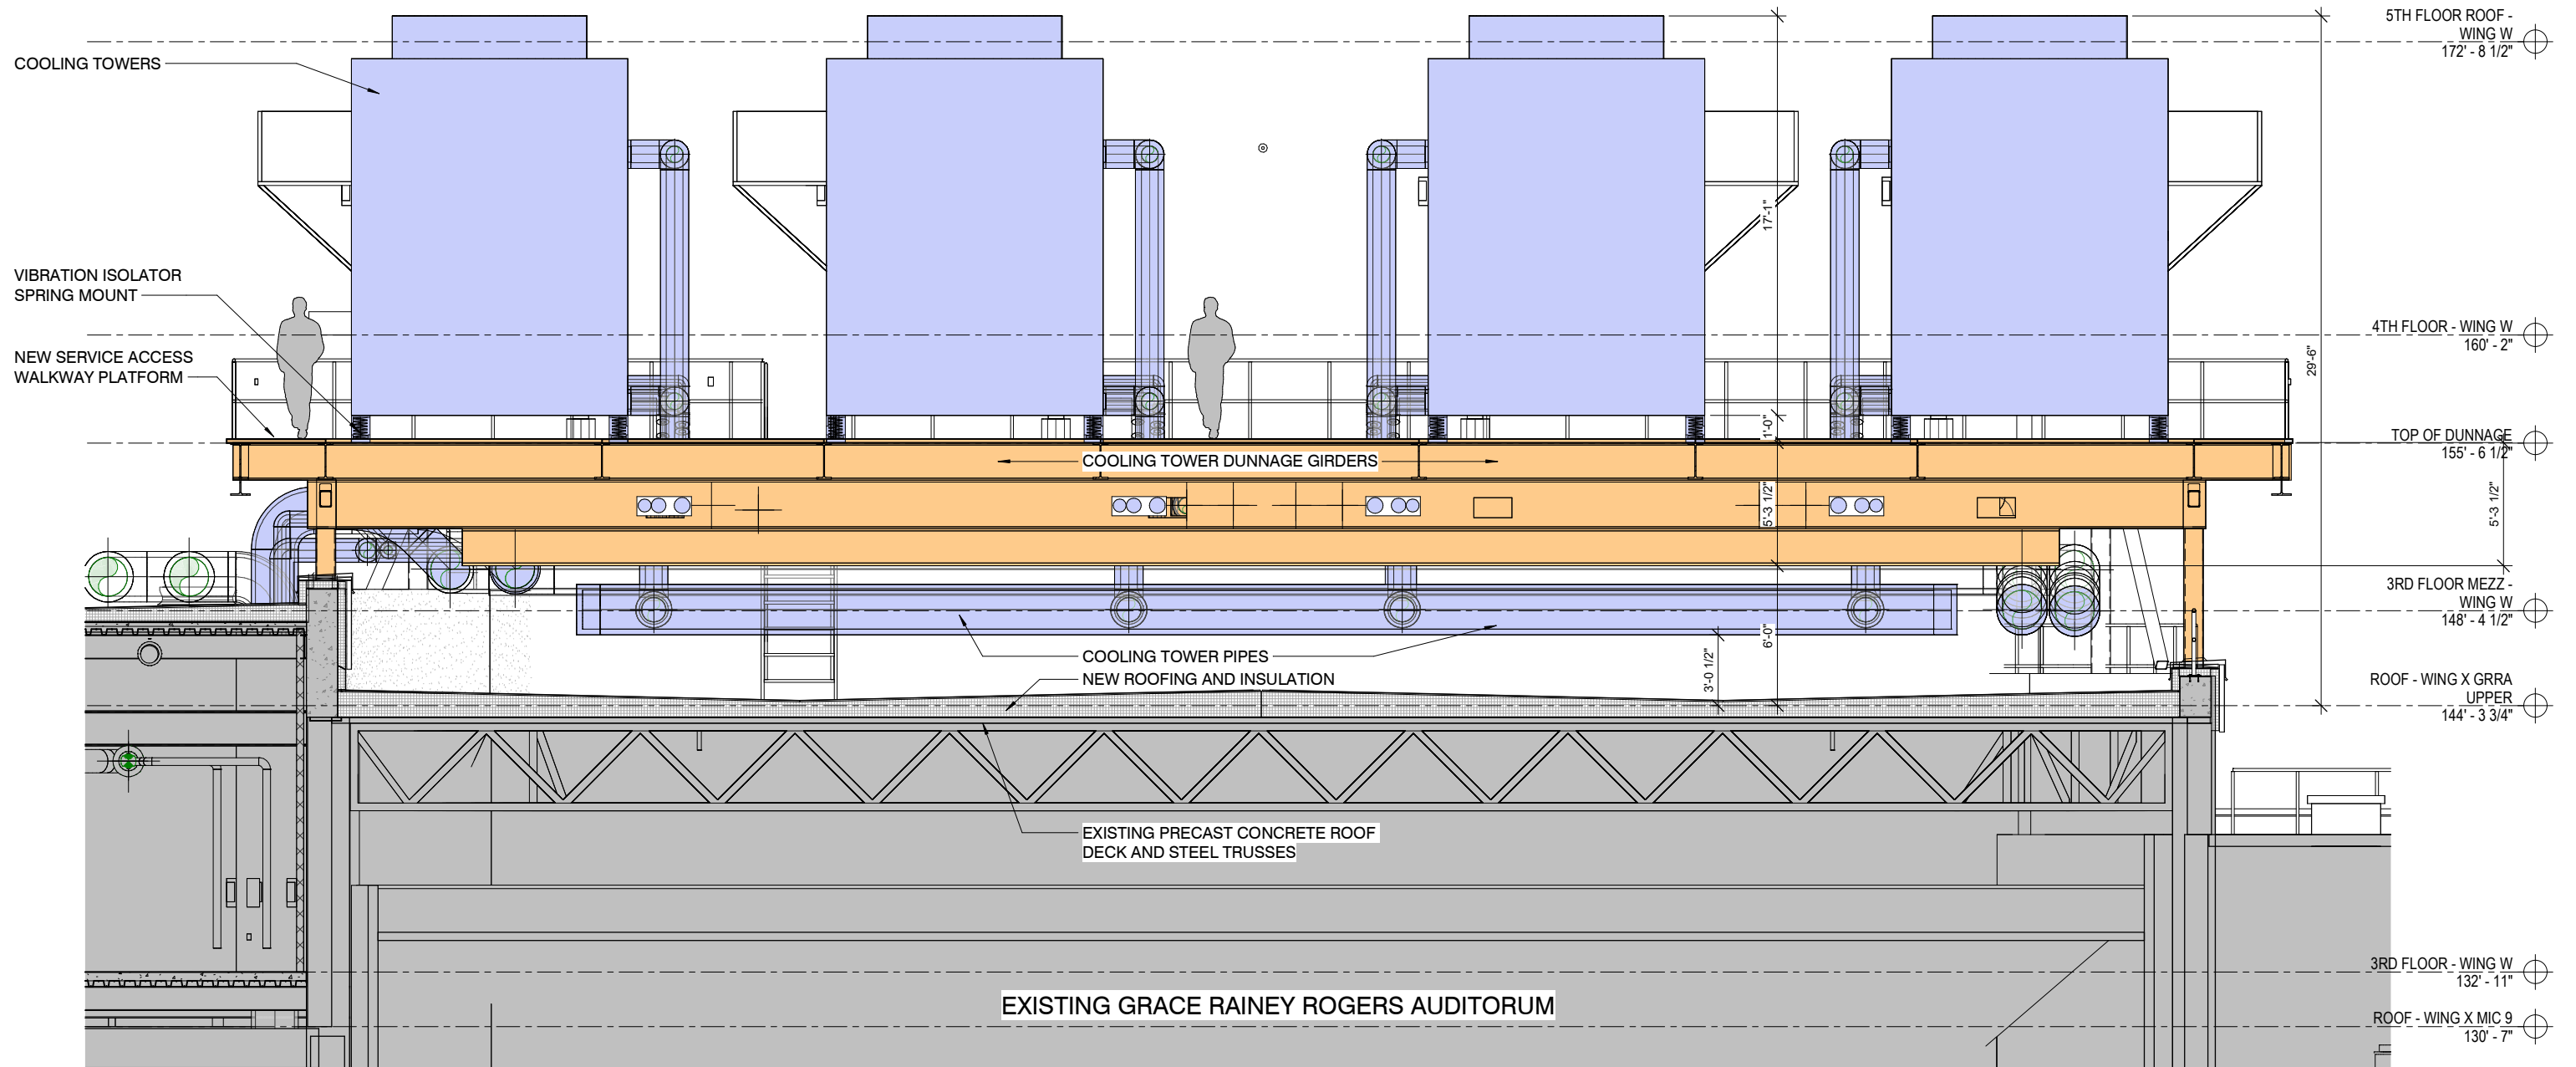 5TH FLOOR ROOF -
WING W
172' - 8 1/2"
COOLING TOWERS
17'-1"
VIBRATION ISOLATOR
SPRING MOUNT
4TH FLOOR - WING W
160' - 2"
29'-6"
NEW SERVICE ACCESS
WALKWAY PLATFORM
1'-0"
TOP OF DUNNAGE
155' - 6 1/2"
COOLING TOWER DUNNAGE GIRDERS
5'-3 1/2"
5'-3 1/2"
3RD FLOOR MEZZ -
WING W
148' - 4 1/2"
6'-0"
COOLING TOWER PIPES
3'-0 1/2"
NEW ROOFING AND INSULATION
ROOF - WING X GRRA
UPPER
144' - 3 3/4"
EXISTING PRECAST CONCRETE ROOF
DECK AND STEEL TRUSSES
3RD FLOOR - WING W
132' - 11"
EXISTING GRACE RAINEY ROGERS AUDITORUM
ROOF - WING X MIC 9
130' - 7"